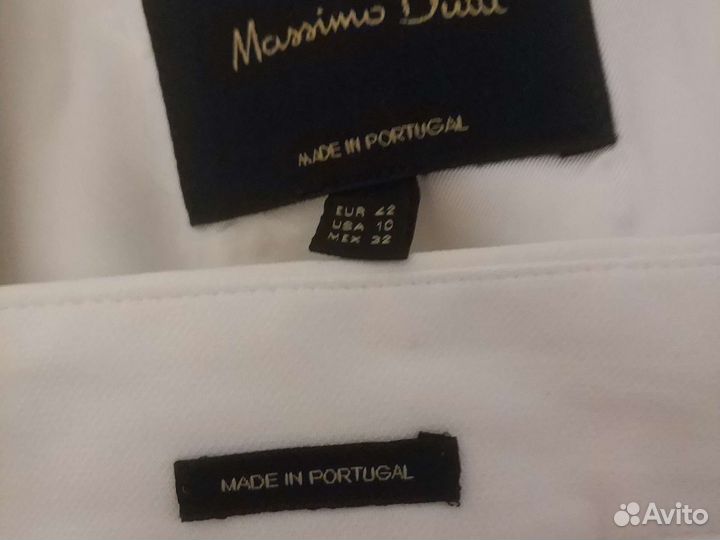 Massimo Dutti
MADE IN PORTUGAL
EUR 42
USA 10
MEX 32
MADE IN PORTUGAL
Avito